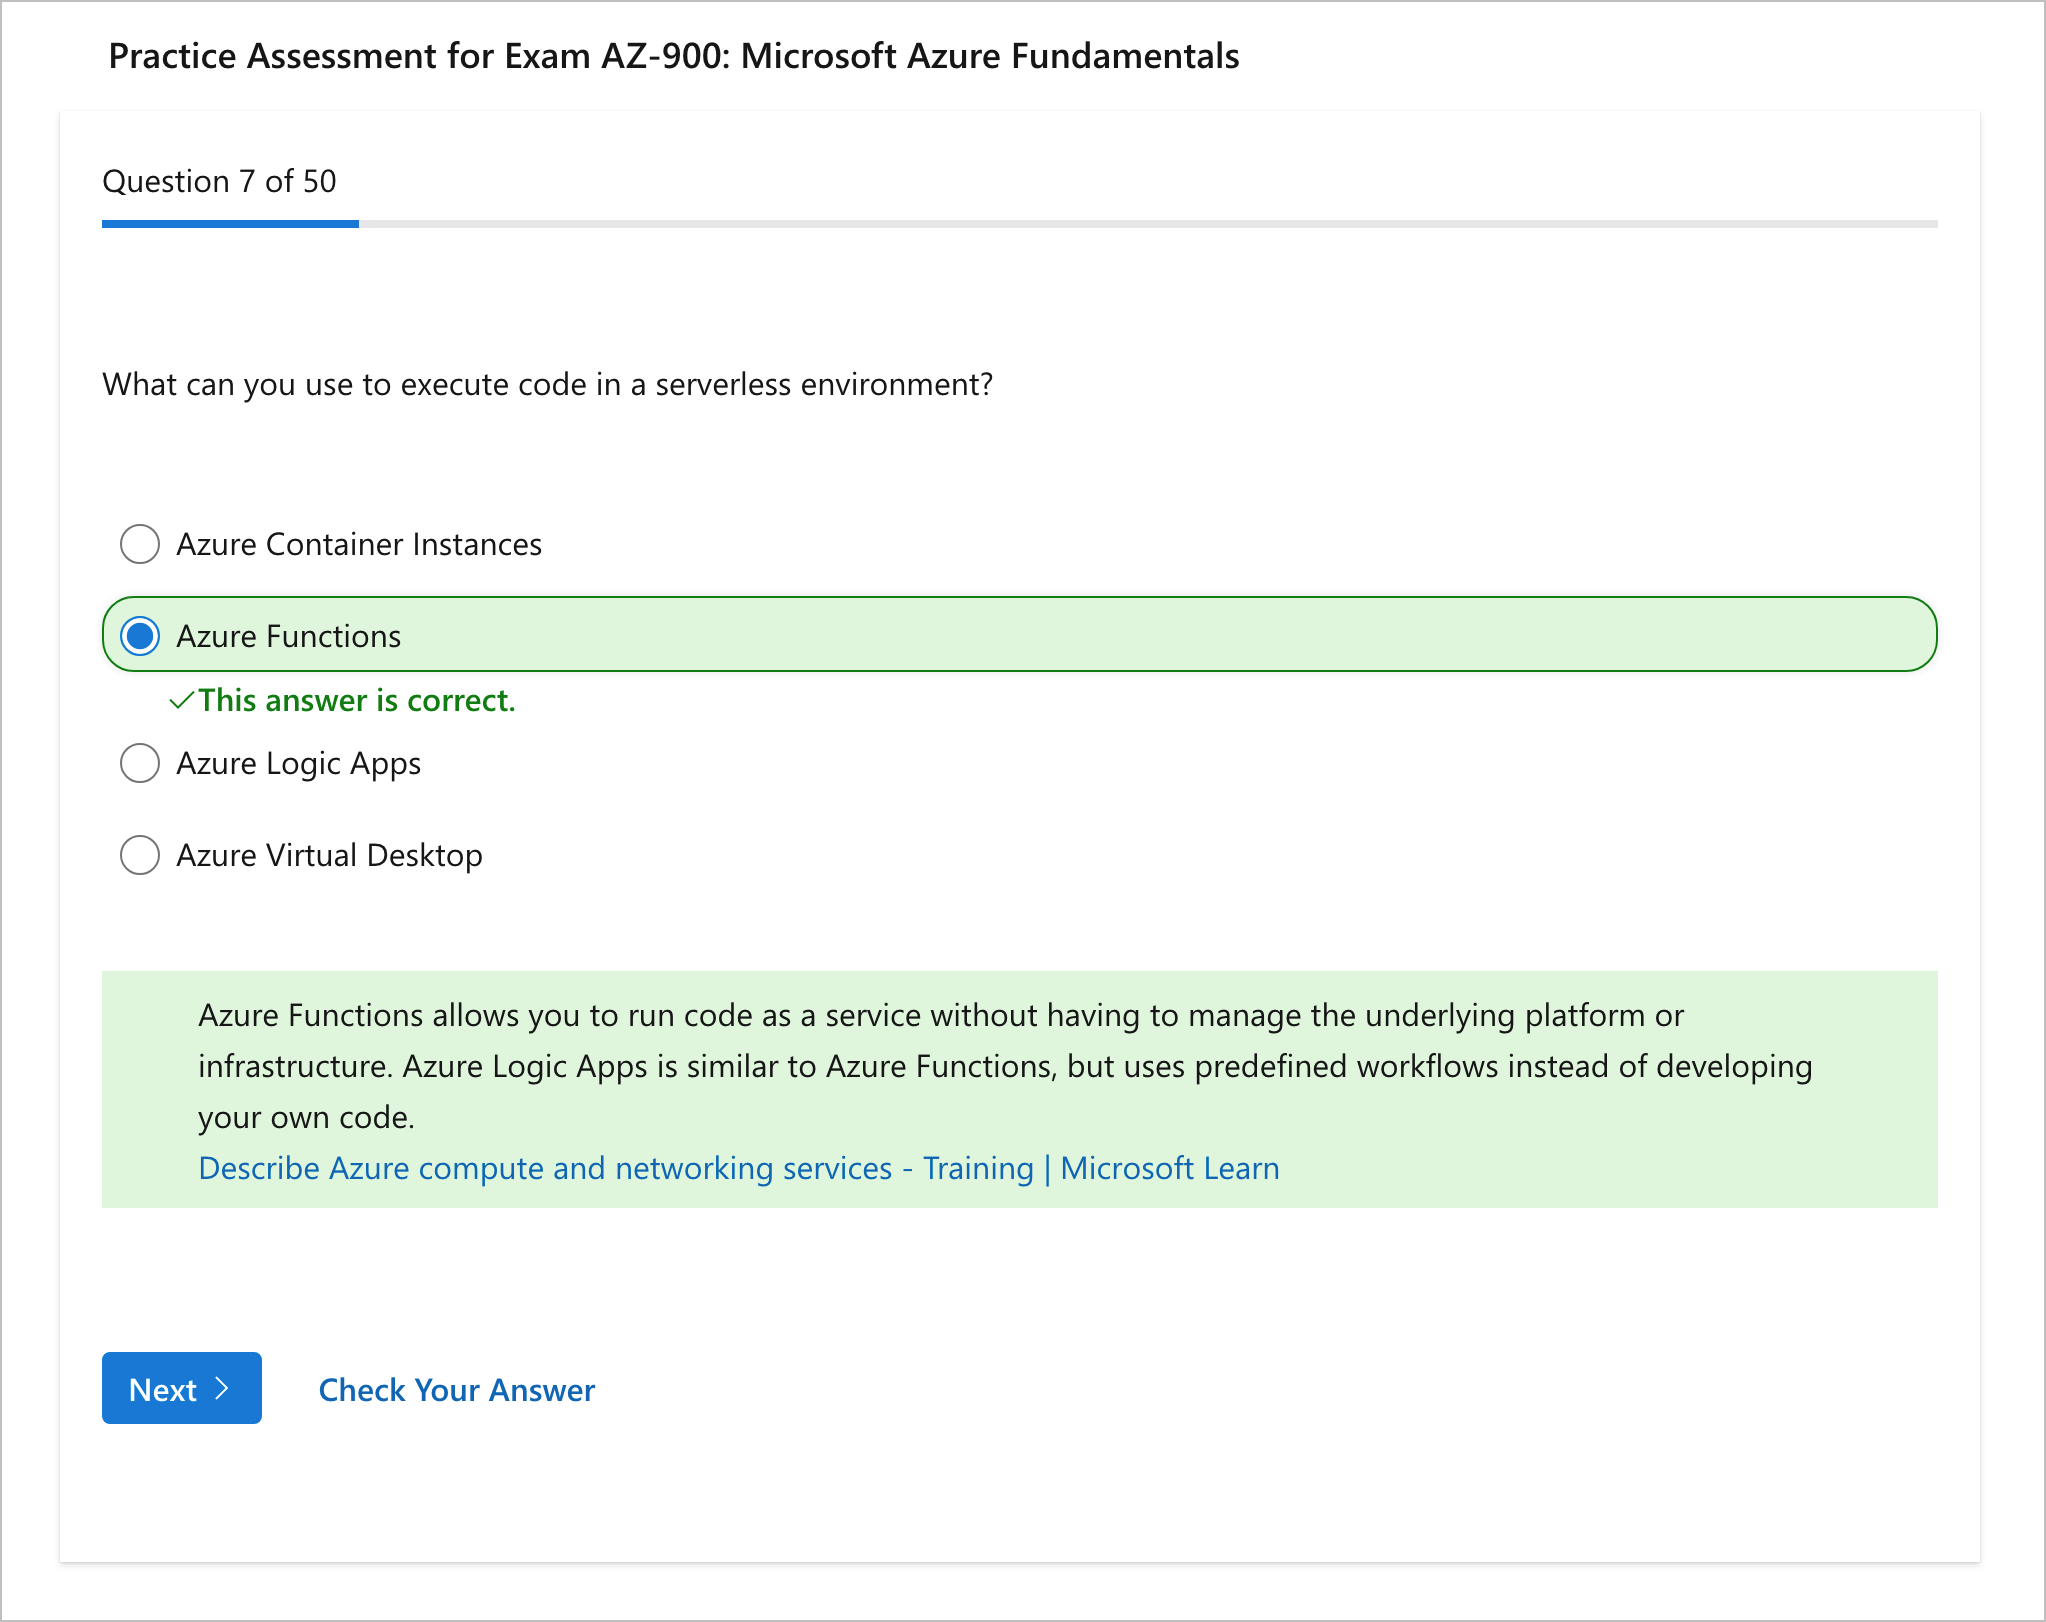 Practice Assessment for Exam AZ-900: Microsoft Azure Fundamentals
Question 7 of 50
What can you use to execute code in a serverless environment?
Azure Container Instances
Azure Functions
This answer is correct.
Azure Logic Apps
Azure Virtual Desktop
Azure Functions allows you to run code as a service without having to manage the underlying platform or
infrastructure. Azure Logic Apps is similar to Azure Functions, but uses predefined workflows instead of developing
your own code.
Describe Azure compute and networking services - Training | Microsoft Learn
Next
Check Your Answer